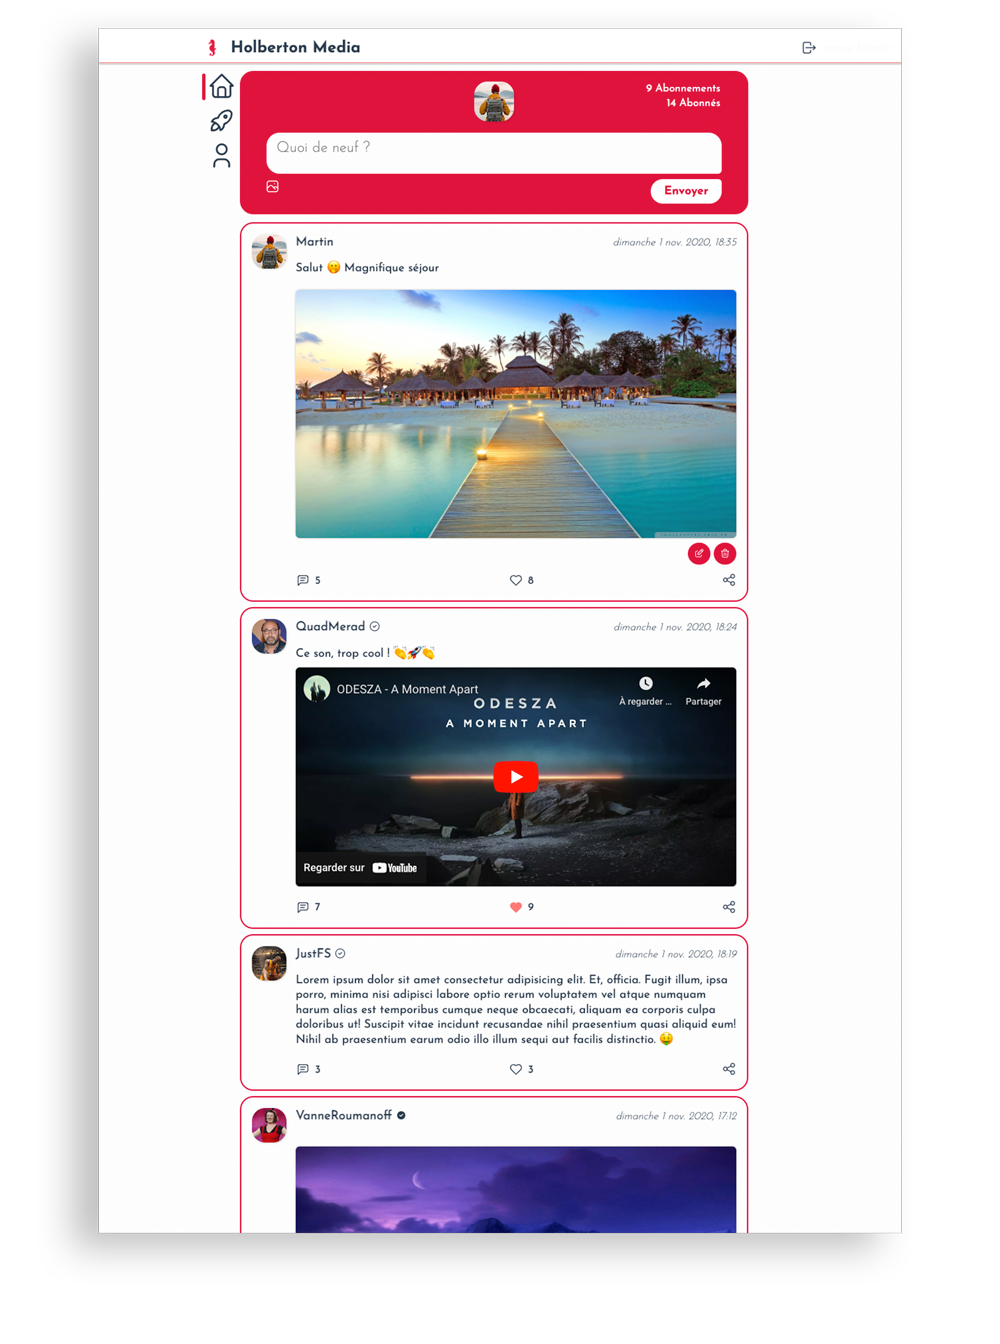 Holberton Media
9 Abonnements
14 Abonnés
Quoi de neuf ?
Envoyer
Martin
dimanche 1 nov. 2020, 18:35
Salut 🤭 Magnifique séjour
5
8
QuadMerad
dimanche 1 nov. 2020, 18:24
Ce son, trop cool ! 👏🚀👏
ODESZA - A Moment Apart
À regarder ...
Partager
ODESZA
A MOMENT APART
Regarder sur YouTube
7
9
JustFS
dimanche 1 nov. 2020, 18:19
Lorem ipsum dolor sit amet consectetur adipisicing elit. Et, officia. Fugit illum, ipsa
porro, minima nisi adipisci labore optio rerum voluptatem vel atque numquam
harum alias est temporibus cumque neque obcaecati, aliquam ea corporis culpa
doloribus ut! Suscipit vitae incidunt recusandae nihil praesentium quasi aliquid eum!
Nihil ab praesentium earum odio illo illum sequi aut facilis distinctio. 🤑
3
3
VanneRoumanoff
dimanche 1 nov. 2020, 17:12